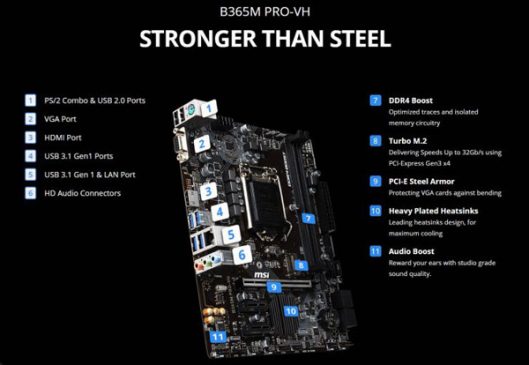 B365M PRO-VH
STRONGER THAN STEEL
1 PS/2 Combo & USB 2.0 Ports
2 VGA Port
3 HDMI Port
4 USB 3.1 Gen1 Ports
5 USB 3.1 Gen 1 & LAN Port
6 HD Audio Connectors
1
2
3
4
5
6
7
8
msi
9
10
11
7 DDR4 Boost
Optimized traces and isolated
memory circuitry
8 Turbo M.2
Delivering Speeds Up to 32Gb/s using
PCI-Express Gen3 x4
9 PCI-E Steel Armor
Protecting VGA cards against bending
10 Heavy Plated Heatsinks
Leading heatsinks design, for
maximum cooling
11 Audio Boost
Reward your ears with studio grade
sound quality.